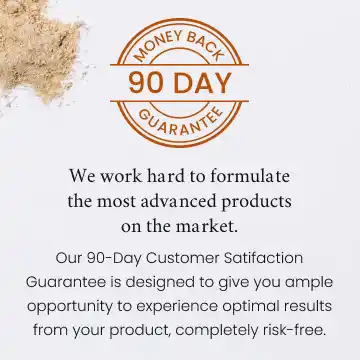 MONEY BACK
90 DAY
GUARANTEE
We work hard to formulate
the most advanced products
on the market.
Our 90-Day Customer Satifaction
Guarantee is designed to give you ample
opportunity to experience optimal results
from your product, completely risk-free.